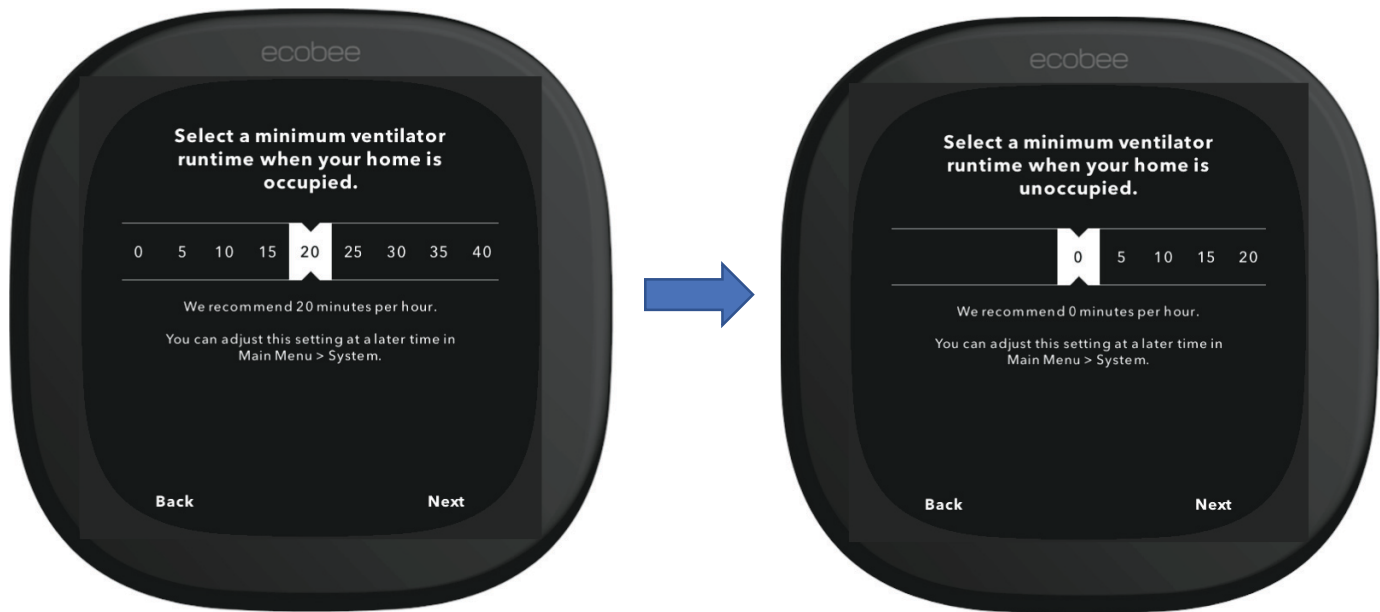 ecobee
Select a minimum ventilator
runtime when your home is
occupied.
0 5 10 15 20 25 30 35 40
We recommend 20 minutes per hour.
You can adjust this setting at a later time in
Main Menu > System.
Back Next
ecobee
Select a minimum ventilator
runtime when your home is
unoccupied.
0 5 10 15 20
We recommend 0 minutes per hour.
You can adjust this setting at a later time in
Main Menu > System.
Back Next